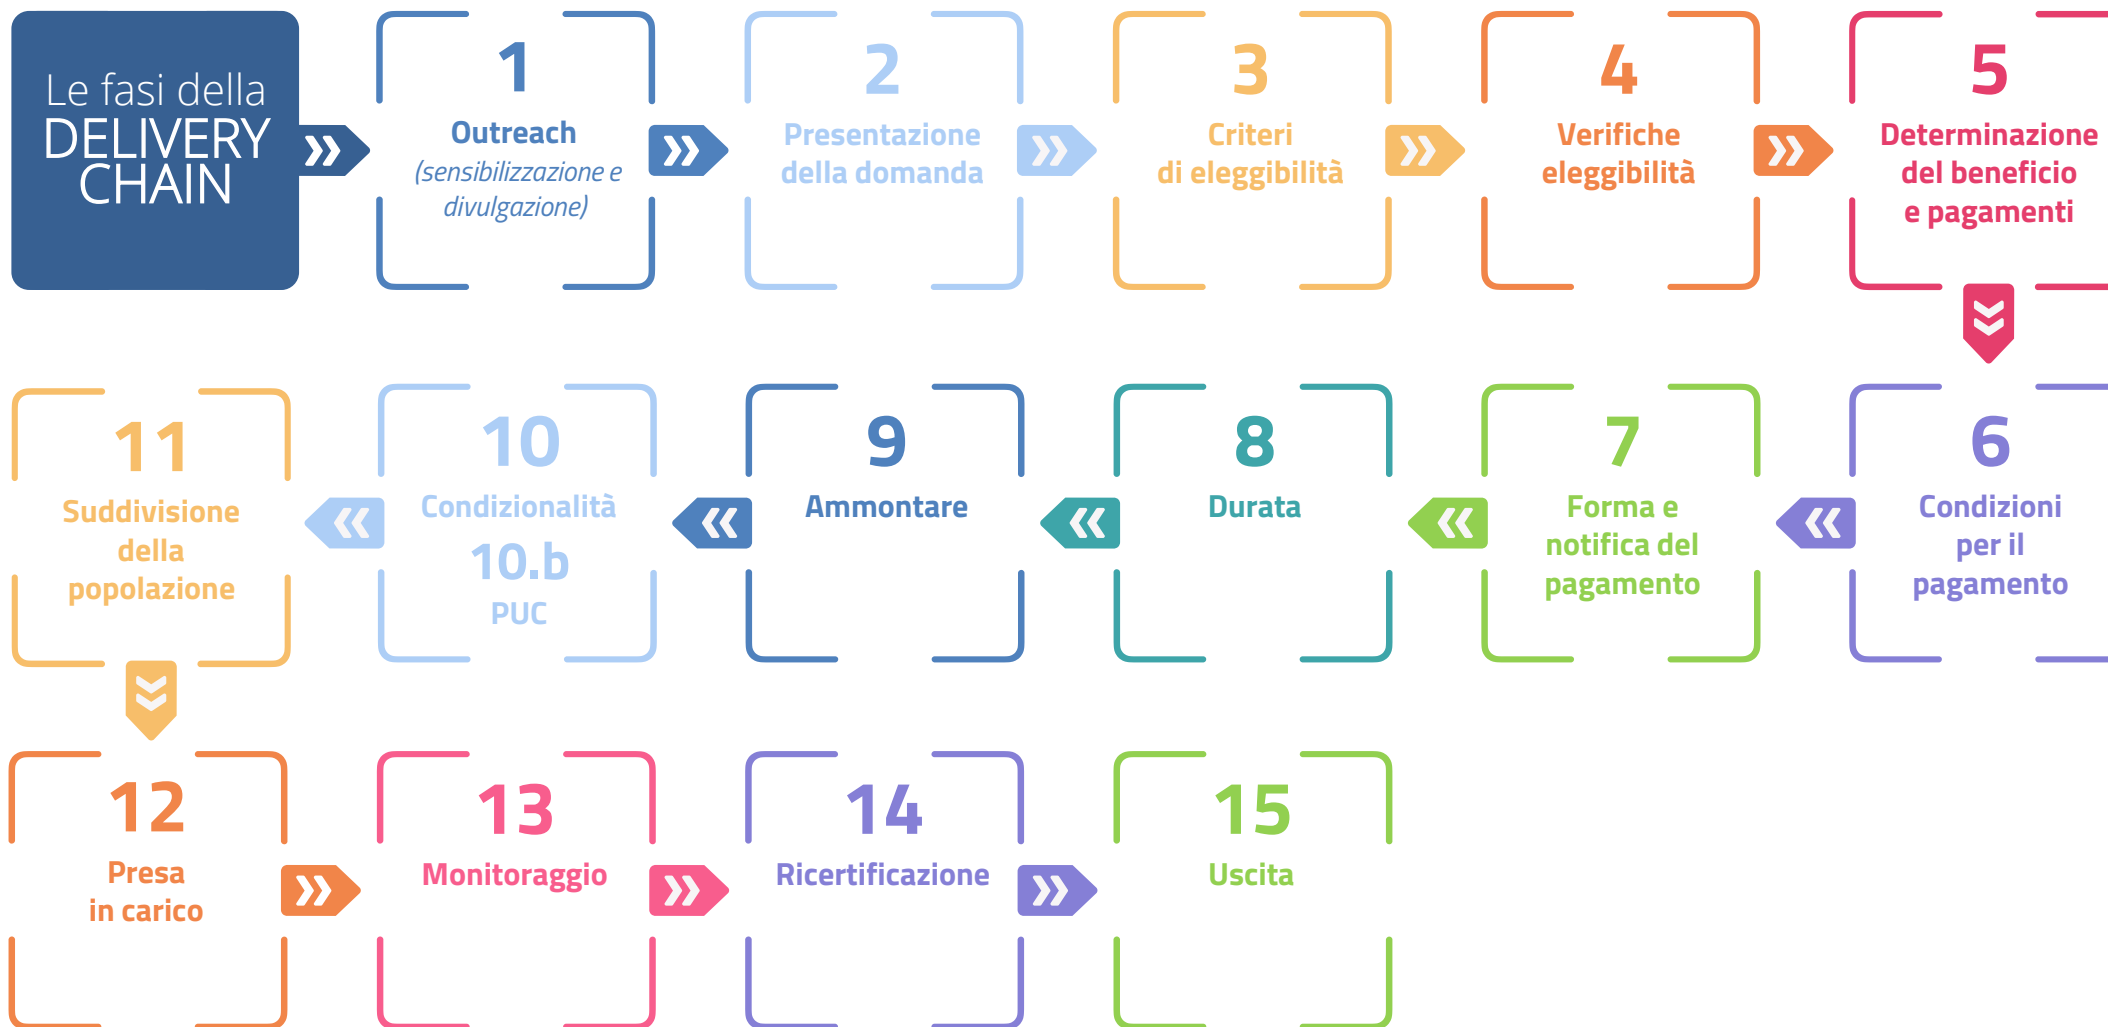 Le fasi della
DELIVERY
CHAIN
1
Outreach
(sensibilizzazione e
divulgazione)
2
Presentazione
della domanda
3
Criteri
di eleggibilità
4
Verifiche
eleggibilità
5
Determinazione
del beneficio
e pagamenti
6
Condizioni
per il
pagamento
7
Forma e
notifica del
pagamento
8
Durata
9
Ammontare
10
Condizionalità
10.b
PUC
11
Suddivisione
della
popolazione
12
Presa
in carico
13
Monitoraggio
14
Ricertificazione
15
Uscita